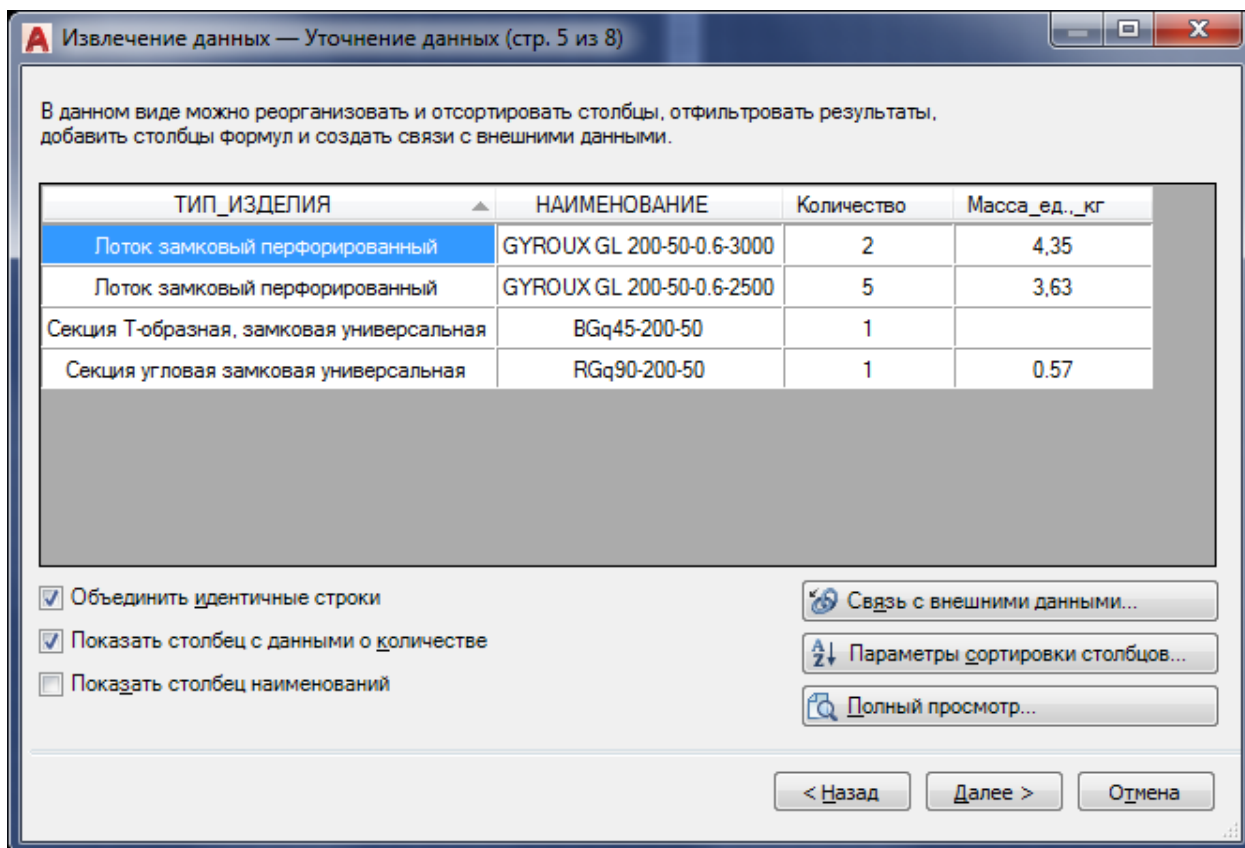 Извлечение данных — Уточнение данных (стр. 5 из 8)
В данном виде можно реорганизовать и отсортировать столбцы, отфильтровать результаты,
добавить столбцы формул и создать связи с внешними данными.
ТИП_ИЗДЕЛИЯ НАИМЕНОВАНИЕ Количество Масса_ед.,_кг
Лоток замковый перфорированный GYROUX GL 200-50-0.6-3000 2 4,35
Лоток замковый перфорированный GYROUX GL 200-50-0.6-2500 5 3,63
Секция Т-образная, замковая универсальная BGq45-200-50 1
Секция угловая замковая универсальная RGq90-200-50 1 0.57
Объединить идентичные строки
Показать столбец с данными о количестве
Показать столбец наименований
Связь с внешними данными...
Параметры сортировки столбцов...
Полный просмотр...
< Назад Далее > Отмена